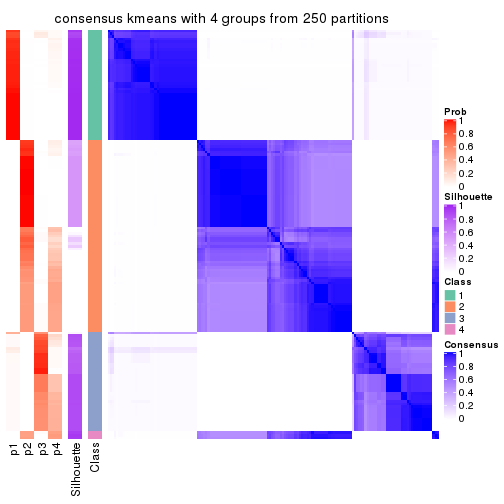 consensus kmeans with 4 groups from 250 partitions
Prob
1
0.8
0.6
0.4
0.2
0
Silhouette
1
0.8
0.6
0.4
0.2
0
Class
1
2
3
4
Consensus
1
0.8
0.6
0.4
0.2
0
p1
p2
p3
p4
Silhouette
Class